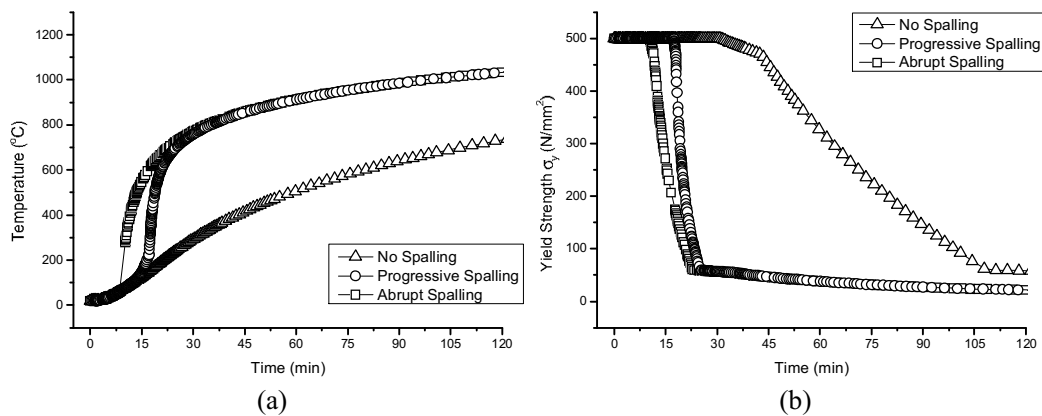 1200
1000
800
600
400
200
0
Temperature (°C)
No Spalling
Progressive Spalling
Abrupt Spalling
0 15 30 45 60 75 90 105 120
Time (min)
(a)
500
400
300
200
100
0
Yield Strength σy (N/mm²)
No Spalling
Progressive Spalling
Abrupt Spalling
0 15 30 45 60 75 90 105 120
Time (min)
(b)